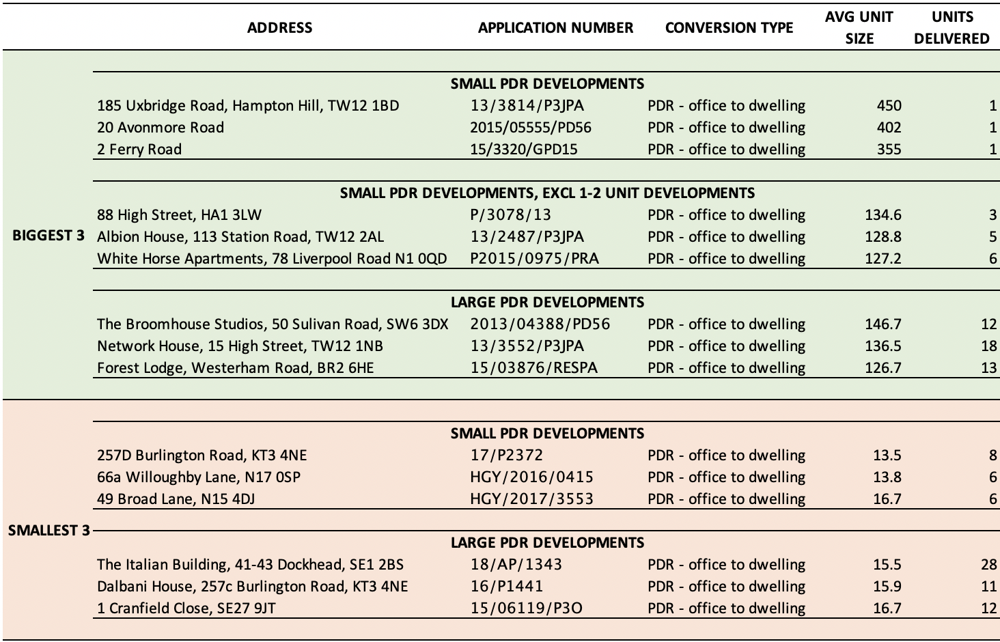 ADDRESS APPLICATION NUMBER CONVERSION TYPE AVG UNIT SIZE UNITS DELIVERED
SMALL PDR DEVELOPMENTS
185 Uxbridge Road, Hampton Hill, TW12 1BD 13/3814/P3JPA PDR - office to dwelling 450 1
20 Avonmore Road 2015/05555/PD56 PDR - office to dwelling 402 1
2 Ferry Road 15/3320/GPD15 PDR - office to dwelling 355 1
SMALL PDR DEVELOPMENTS, EXCL 1-2 UNIT DEVELOPMENTS
88 High Street, HA1 3LW P/3078/13 PDR - office to dwelling 134.6 3
BIGGEST 3 Albion House, 113 Station Road, TW12 2AL 13/2487/P3JPA PDR - office to dwelling 128.8 5
White Horse Apartments, 78 Liverpool Road N1 0QD P2015/0975/PRA PDR - office to dwelling 127.2 6
LARGE PDR DEVELOPMENTS
The Broomhouse Studios, 50 Sulivan Road, SW6 3DX 2013/04388/PD56 PDR - office to dwelling 146.7 12
Network House, 15 High Street, TW12 1NB 13/3552/P3JPA PDR - office to dwelling 136.5 18
Forest Lodge, Westerham Road, BR2 6HE 15/03876/RESPA PDR - office to dwelling 126.7 13
SMALL PDR DEVELOPMENTS
257D Burlington Road, KT3 4NE 17/P2372 PDR - office to dwelling 13.5 8
66a Willoughby Lane, N17 0SP HGY/2016/0415 PDR - office to dwelling 13.8 6
49 Broad Lane, N15 4DJ HGY/2017/3553 PDR - office to dwelling 16.7 6
SMALLEST 3
LARGE PDR DEVELOPMENTS
The Italian Building, 41-43 Dockhead, SE1 2BS 18/AP/1343 PDR - office to dwelling 15.5 28
Dalbani House, 257c Burlington Road, KT3 4NE 16/P1441 PDR - office to dwelling 15.9 11
1 Cranfield Close, SE27 9JT 15/06119/P3O PDR - office to dwelling 16.7 12